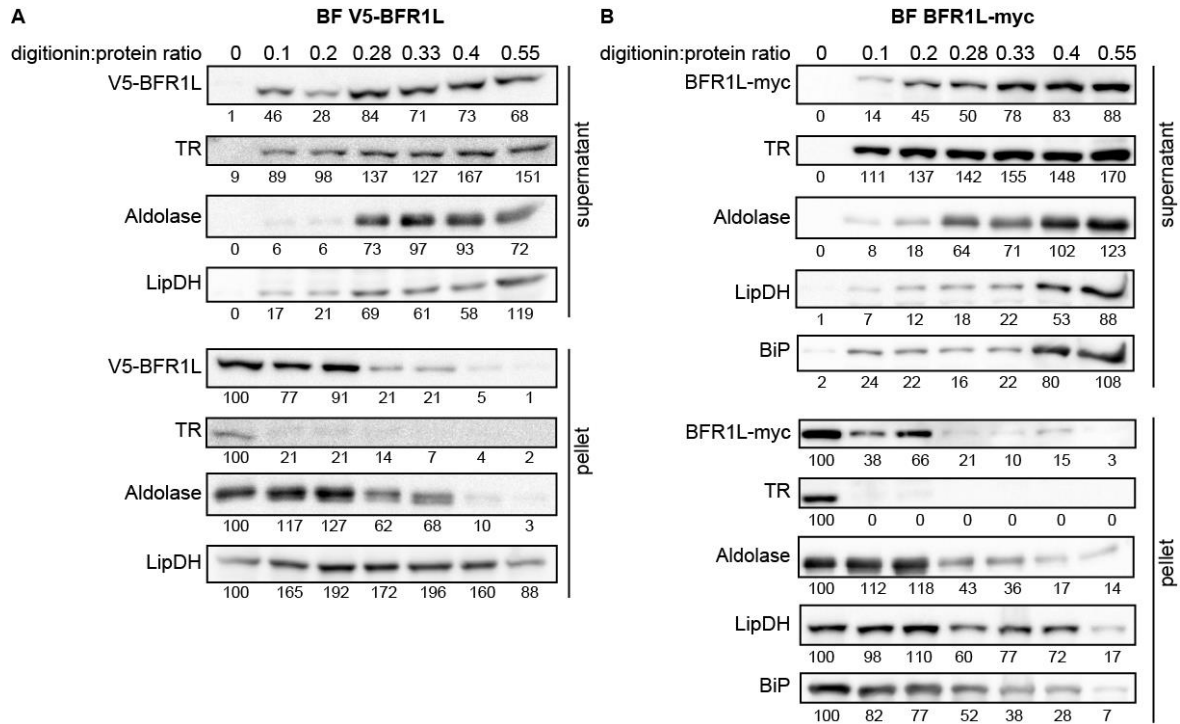 A
BF V5-BFR1L
digitionin:protein ratio 0 0.1 0.2 0.28 0.33 0.4 0.55
V5-BFR1L
1 46 28 84 71 73 68
TR
9 89 98 137 127 167 151
Aldolase
0 6 6 73 97 93 72
LipDH
0 17 21 69 61 58 119
supernatant
V5-BFR1L
100 77 91 21 21 5 1
TR
100 21 21 14 7 4 2
Aldolase
100 117 127 62 68 10 3
LipDH
100 165 192 172 196 160 88
pellet
B
BF BFR1L-myc
digitionin:protein ratio 0 0.1 0.2 0.28 0.33 0.4 0.55
BFR1L-myc
0 14 45 50 78 83 88
TR
0 111 137 142 155 148 170
Aldolase
0 8 18 64 71 102 123
LipDH
1 7 12 18 22 53 88
BiP
2 24 22 16 22 80 108
supernatant
BFR1L-myc
100 38 66 21 10 15 3
TR
100 0 0 0 0 0 0
Aldolase
100 112 118 43 36 17 14
LipDH
100 98 110 60 77 72 17
BiP
100 82 77 52 38 28 7
pellet